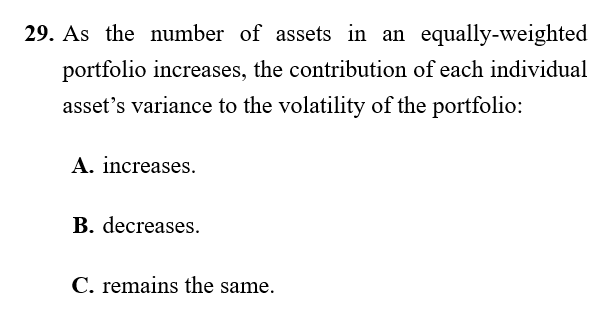 29. As the number of assets in an equally-weighted
portfolio increases, the contribution of each individual
asset’s variance to the volatility of the portfolio:
A. increases.
B. decreases.
C. remains the same.